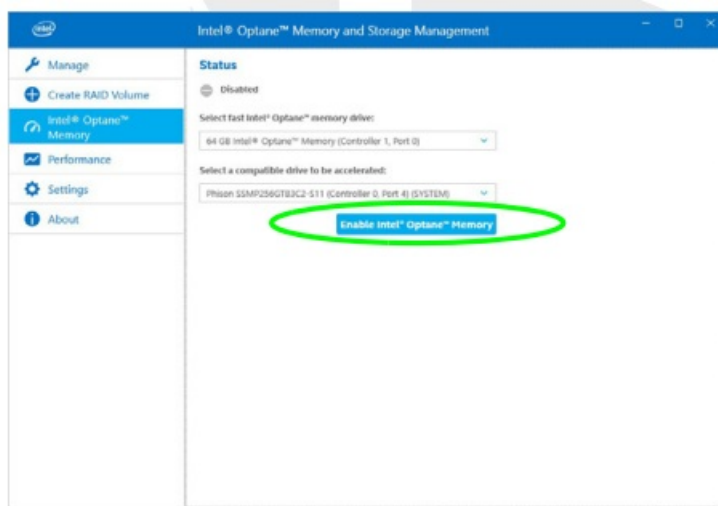 intel
Intel® Optane™ Memory and Storage Management
Manage
Create RAID Volume
Intel® Optane™
Memory
Performance
Settings
About
Status
Disabled
Select fast Intel® Optane™ memory drive:
64 GB Intel® Optane™ Memory (Controller 1, Port 0)
Select a compatible drive to be accelerated:
Phison SSMP256GTB3C2-S11 (Controller 0, Port 4) (SYSTEM)
Enable Intel® Optane™ Memory